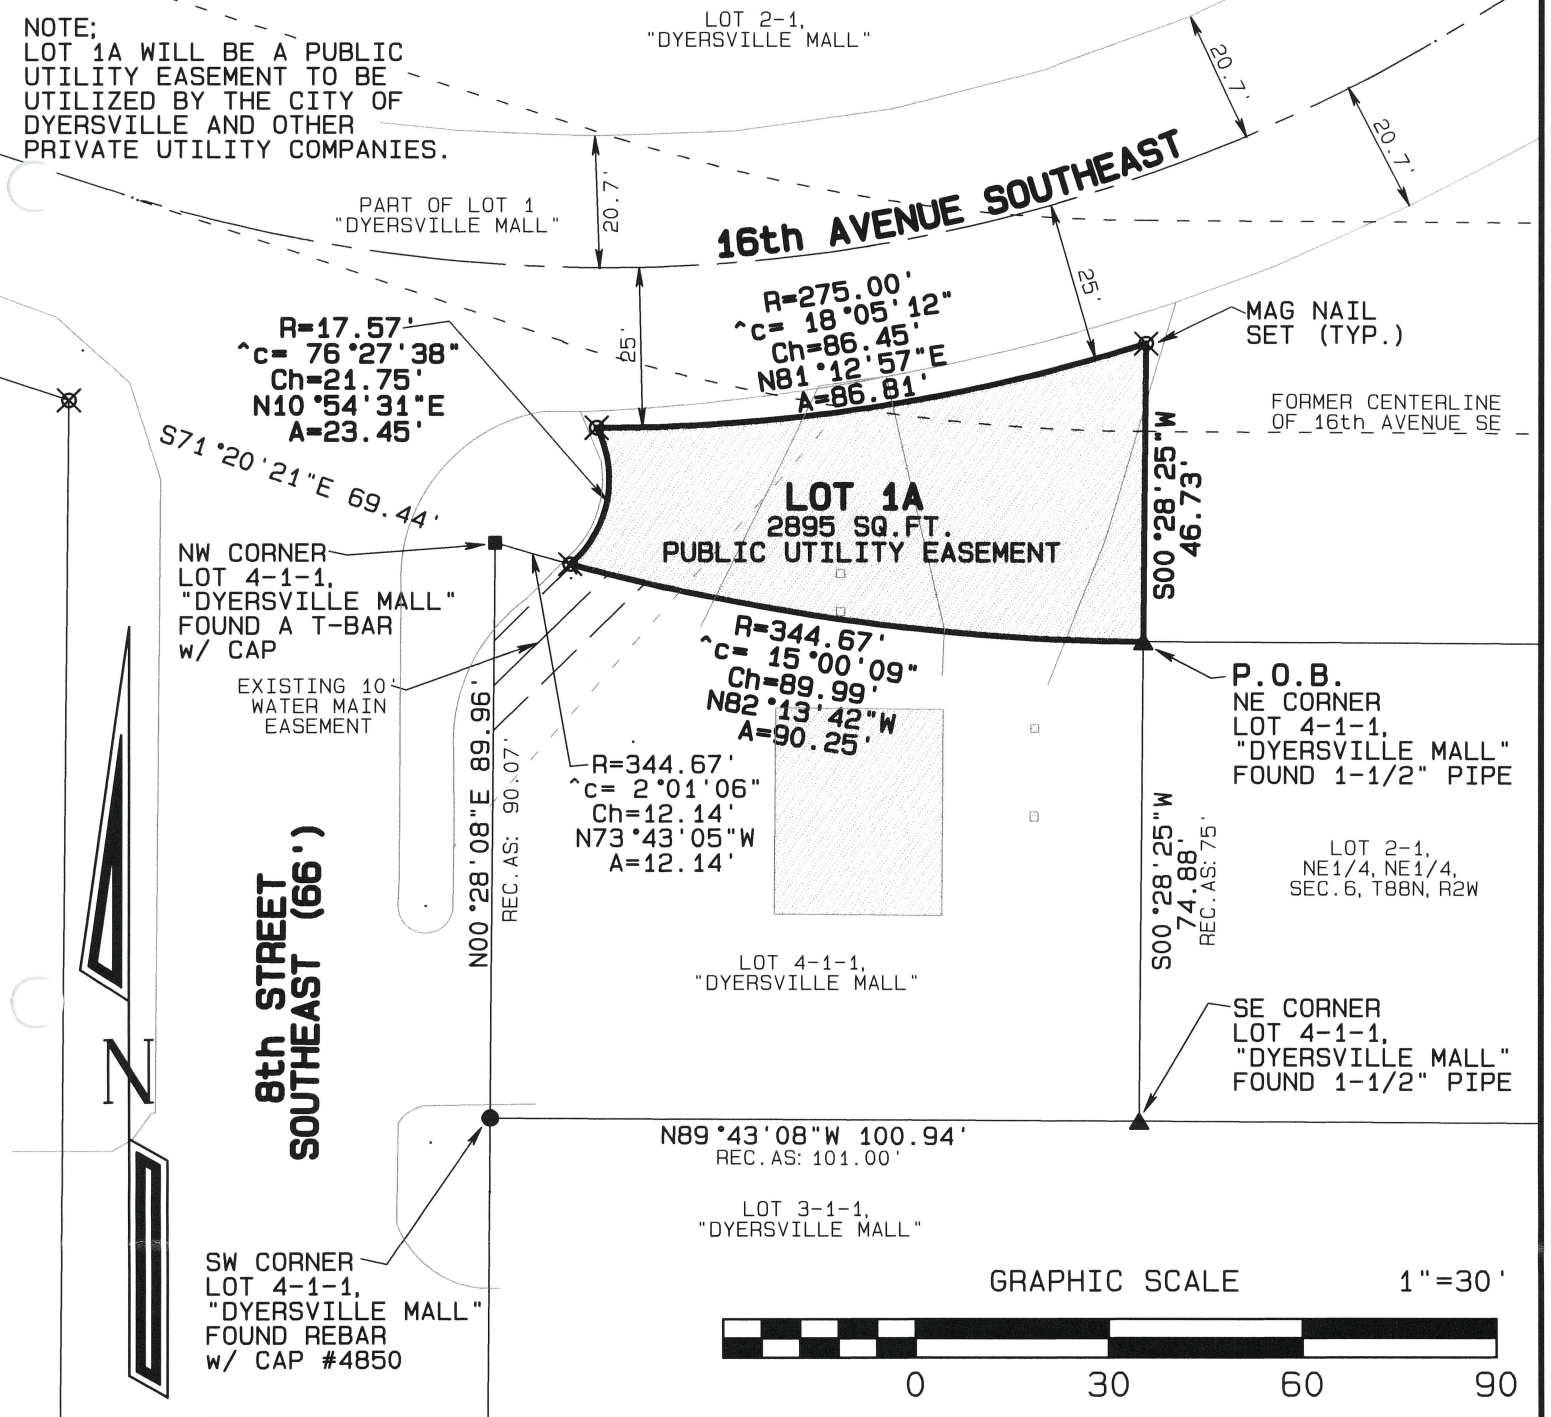 NOTE;
LOT 1A WILL BE A PUBLIC
UTILITY EASEMENT TO BE
UTILIZED BY THE CITY OF
DYERSVILLE AND OTHER
PRIVATE UTILITY COMPANIES.
LOT 2-1,
"DYERSVILLE MALL"
20.7'
20.7'
20.7'
PART OF LOT 1
"DYERSVILLE MALL"
16th AVENUE SOUTHEAST
25'
25'
R=275.00'
^c= 18°05'12"
Ch=86.45'
N81°12'57"E
A=86.81'
R=17.57'
^c= 76°27'38"
Ch=21.75'
N10°54'31"E
A=23.45'
MAG NAIL
SET (TYP.)
FORMER CENTERLINE
OF 16th AVENUE SE
S71°20'21"E 69.44'
LOT 1A
2895 SQ.FT.
PUBLIC UTILITY EASEMENT
S00°28'25"W
46.73'
NW CORNER
LOT 4-1-1,
"DYERSVILLE MALL"
FOUND A T-BAR
w/ CAP
EXISTING 10'
WATER MAIN
EASEMENT
R=344.67'
^c= 15°00'09"
Ch=89.99'
N82°13'42"W
A=90.25'
P.O.B.
NE CORNER
LOT 4-1-1,
"DYERSVILLE MALL"
FOUND 1-1/2" PIPE
R=344.67'
^c= 2°01'06"
Ch=12.14'
N73°43'05"W
A=12.14'
N00°28'08"E 89.96'
REC.AS: 90.07'
8th STREET
SOUTHEAST (66')
S00°28'25"W
74.88'
REC.AS: 75'
LOT 2-1,
NE1/4, NE1/4,
SEC.6, T88N, R2W
LOT 4-1-1,
"DYERSVILLE MALL"
SE CORNER
LOT 4-1-1,
"DYERSVILLE MALL"
FOUND 1-1/2" PIPE
N
N89°43'08"W 100.94'
REC.AS: 101.00'
LOT 3-1-1,
"DYERSVILLE MALL"
SW CORNER
LOT 4-1-1,
"DYERSVILLE MALL"
FOUND REBAR
w/ CAP #4850
GRAPHIC SCALE 1"=30'
0 30 60 90